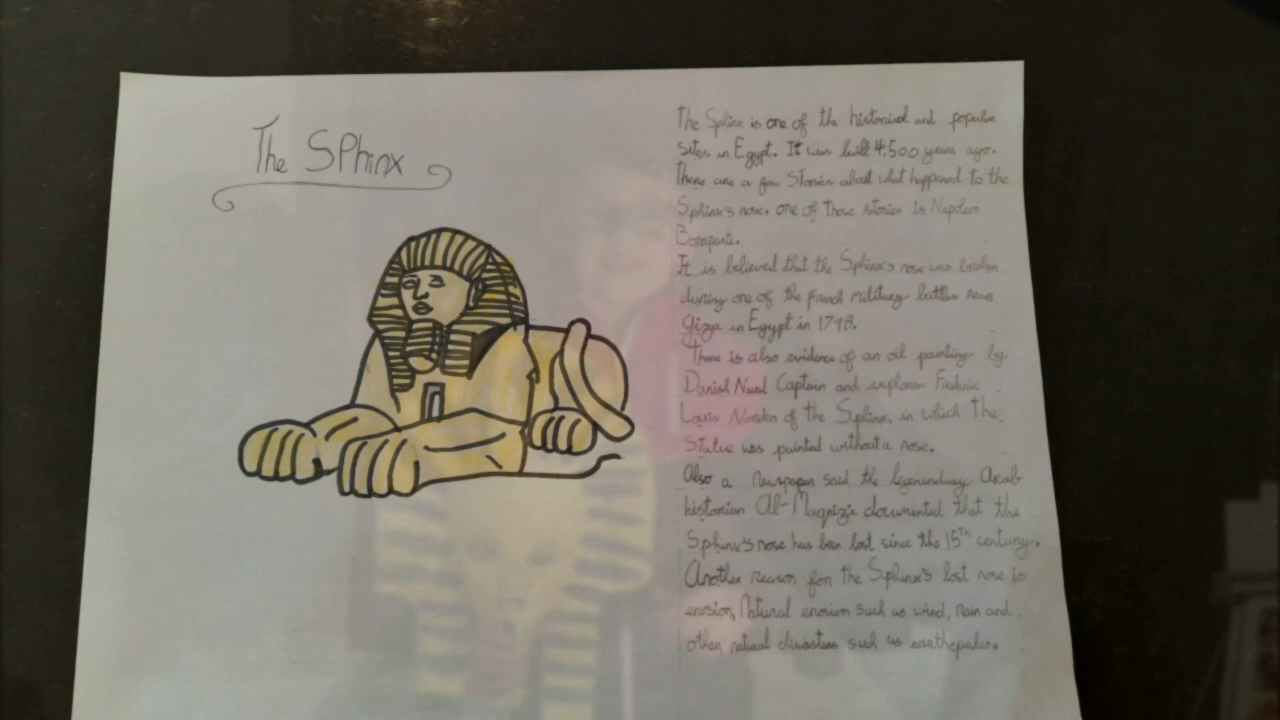 The SPhinx
The Sphinx is one of the historical and popular
sites in Egypt. It was built 4,500 years ago.
There are a few stories about what happened to the
Sphinx's nose. one of those stories is Napoleon
Bonaparte.
It is believed that the Sphinx's nose was broken
during one of the french military battles near
Giza in Egypt in 1798.
There is also evidence of an oil painting by
Danish Naval Captain and explorer Frederic
Louis Norden of the Sphinx, in which the
Statue was painted without a nose.
Also a newspaper said the legenendary Arab
historian Al-Maqrizi documented that the
Sphinx's nose has been lost since the 15th century.
Another reason for the Sphinx's lost nose is
erosion, Natural erosion such as wind, rain and
other natural disasters such as earthquakes.